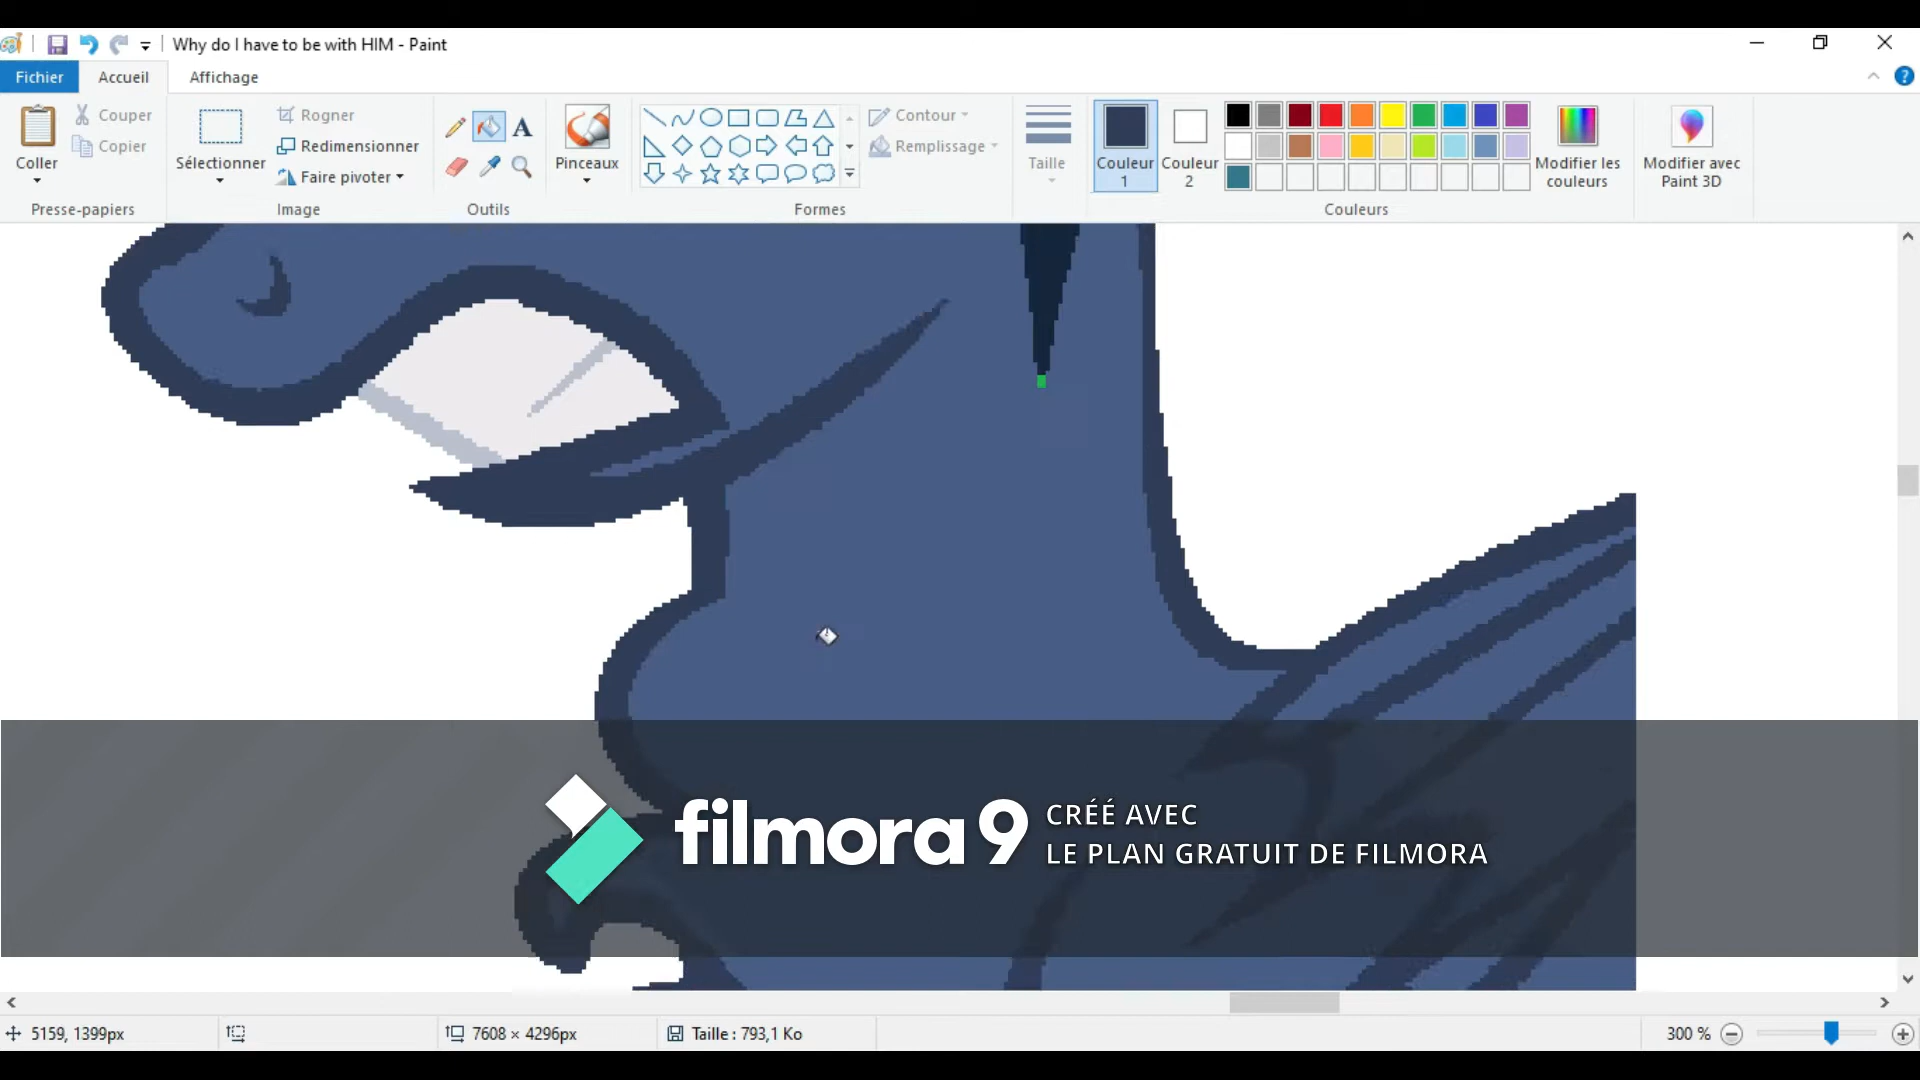 Why do I have to be with HIM - Paint
Fichier
Accueil
Affichage
Coller
Couper
Copier
Presse-papiers
Sélectionner
Rogner
Redimensionner
Faire pivoter
Image
A
Outils
Pinceaux
Contour
Remplissage
Formes
Taille
Couleur
1
Couleur
2
Modifier les
couleurs
Couleurs
Modifier avec
Paint 3D
filmora9
CRÉÉ AVEC
LE PLAN GRATUIT DE FILMORA
5159, 1399px
7608 × 4296px
Taille : 793,1 Ko
300 %